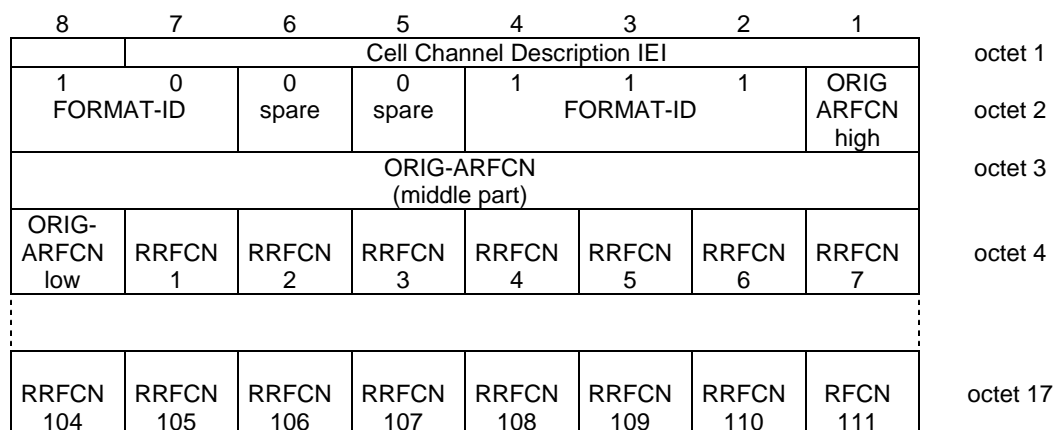 8 7 6 5 4 3 2 1
Cell Channel Description IEI octet 1
1 0 0 0 1 1 1 ORIG
FORMAT-ID spare spare FORMAT-ID ARFCN octet 2
high
ORIG-ARFCN octet 3
(middle part)
ORIG-
ARFCN RRFCN RRFCN RRFCN RRFCN RRFCN RRFCN RRFCN octet 4
low 1 2 3 4 5 6 7
RRFCN RRFCN RRFCN RRFCN RRFCN RRFCN RRFCN RFCN octet 17
104 105 106 107 108 109 110 111